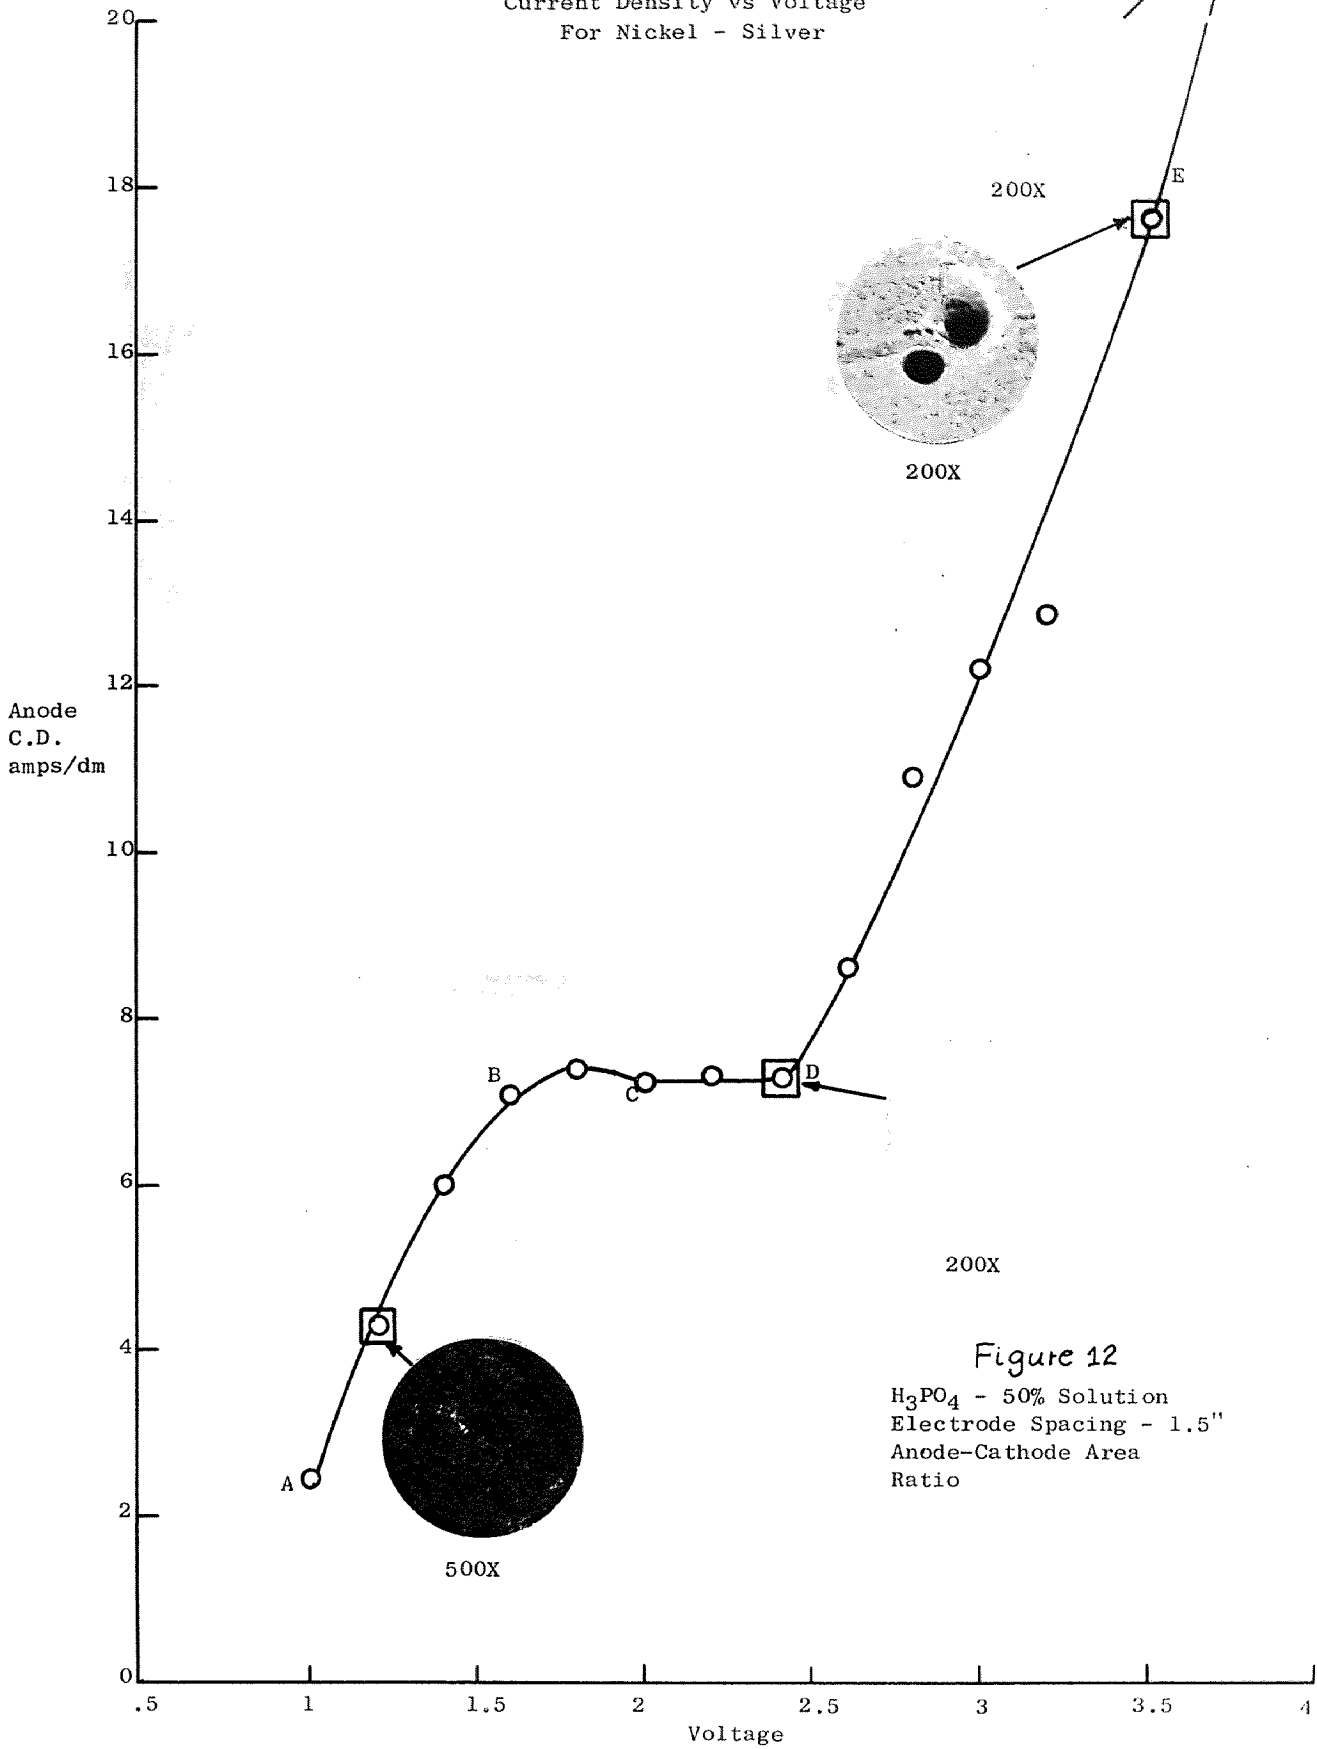 Current Density vs Voltage
For Nickel - Silver
20
18
16
14
12
10
8
6
4
2
0
Anode
C.D.
amps/dm
200X
E
200X
B
C
D
200X
A
500X
Figure 12
H₃PO₄ - 50% Solution
Electrode Spacing - 1.5"
Anode-Cathode Area
Ratio
.5 1 1.5 2 2.5 3 3.5 4
Voltage